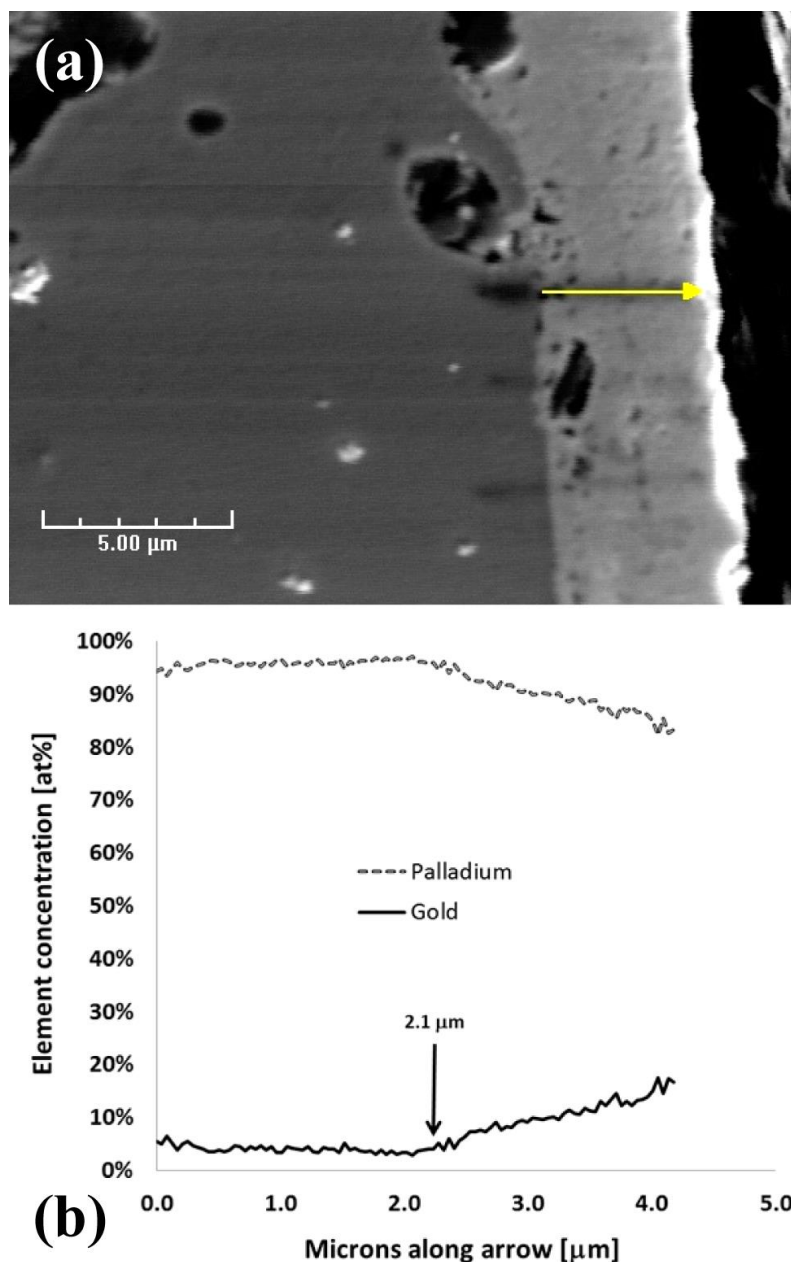 (a)
5.00 µm
100%
90%
80%
70%
60%
50%
40%
30%
20%
10%
0%
Element concentration [at%]
Palladium
Gold
2.1 µm
0.0 1.0 2.0 3.0 4.0 5.0
(b)
Microns along arrow [µm]